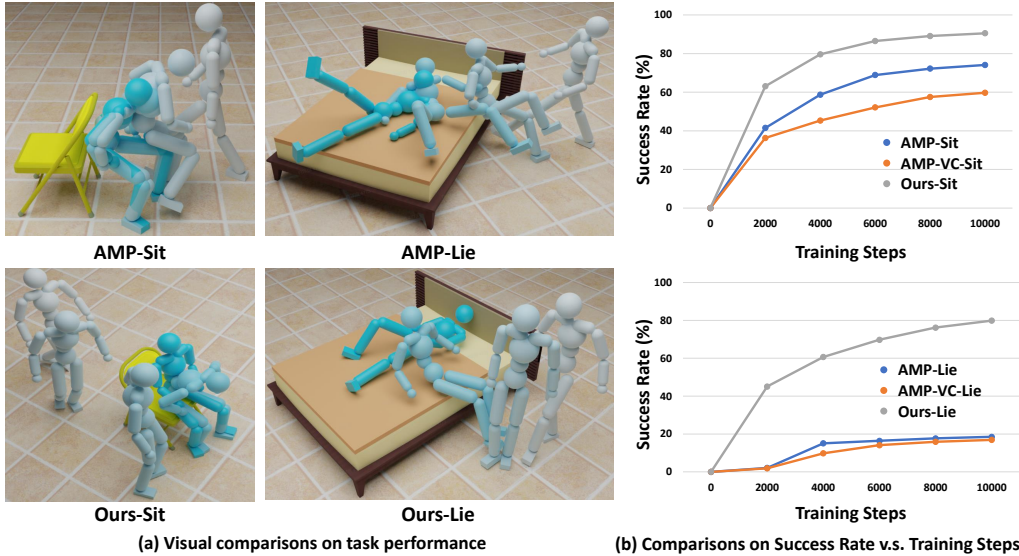 AMP-Sit
AMP-Lie
Ours-Sit
Ours-Lie
(a) Visual comparisons on task performance
100
80
60
40
20
0
Success Rate (%)
AMP-Sit
AMP-VC-Sit
Ours-Sit
0 2000 4000 6000 8000 10000
Training Steps
100
80
60
40
20
0
Success Rate (%)
AMP-Lie
AMP-VC-Lie
Ours-Lie
0 2000 4000 6000 8000 10000
Training Steps
(b) Comparisons on Success Rate v.s. Training Steps